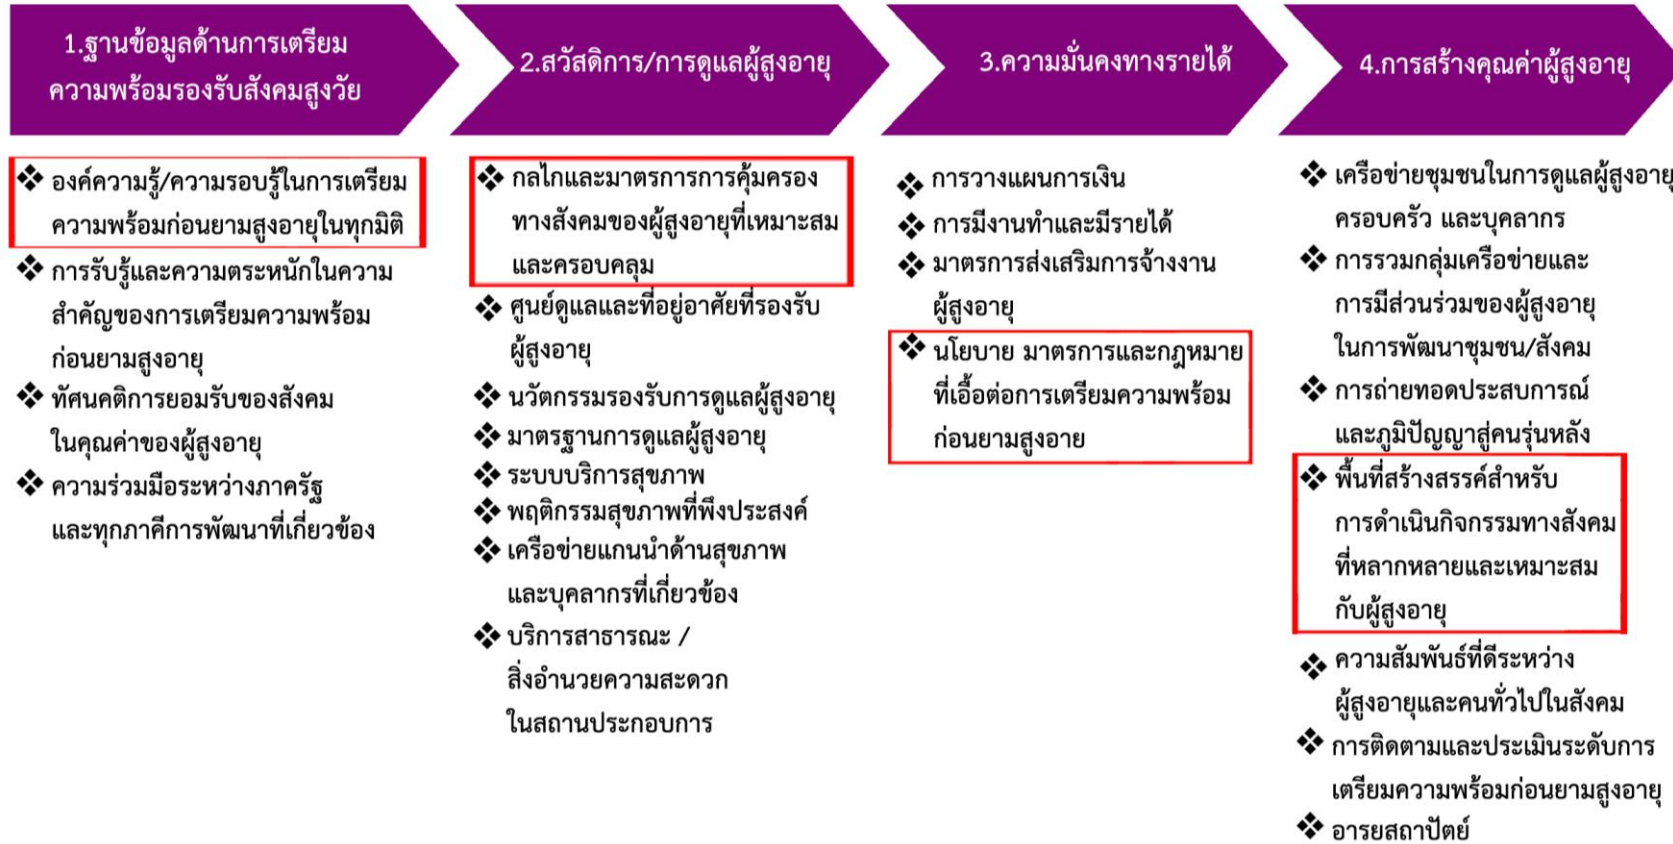 1.ฐานข้อมูลด้านการเตรียม
ความพร้อมรองรับสังคมสูงวัย
❖ องค์ความรู้/ความรอบรู้ในการเตรียม
ความพร้อมก่อนยามสูงอายุในทุกมิติ
❖ การรับรู้และความตระหนักในความ
สำคัญของการเตรียมความพร้อม
ก่อนยามสูงอายุ
❖ ทัศนคติการยอมรับของสังคม
ในคุณค่าของผู้สูงอายุ
❖ ความร่วมมือระหว่างภาครัฐ
และทุกภาคีการพัฒนาที่เกี่ยวข้อง
2.สวัสดิการ/การดูแลผู้สูงอายุ
❖ กลไกและมาตรการการคุ้มครอง
ทางสังคมของผู้สูงอายุที่เหมาะสม
และครอบคลุม
❖ ศูนย์ดูแลและที่อยู่อาศัยที่รองรับ
ผู้สูงอายุ
❖ นวัตกรรมรองรับการดูแลผู้สูงอายุ
❖ มาตรฐานการดูแลผู้สูงอายุ
❖ ระบบบริการสุขภาพ
❖ พฤติกรรมสุขภาพที่พึงประสงค์
❖ เครือข่ายแกนนำด้านสุขภาพ
และบุคลากรที่เกี่ยวข้อง
❖ บริการสาธารณะ /
สิ่งอำนวยความสะดวก
ในสถานประกอบการ
3.ความมั่นคงทางรายได้
❖ การวางแผนการเงิน
❖ การมีงานทำและมีรายได้
❖ มาตรการส่งเสริมการจ้างงาน
ผู้สูงอายุ
❖ นโยบาย มาตรการและกฎหมาย
ที่เอื้อต่อการเตรียมความพร้อม
ก่อนยามสูงอาย
4.การสร้างคุณค่าผู้สูงอายุ
❖ เครือข่ายชุมชนในการดูแลผู้สูงอายุ
ครอบครัว และบุคลากร
❖ การรวมกลุ่มเครือข่ายและ
การมีส่วนร่วมของผู้สูงอายุ
ในการพัฒนาชุมชน/สังคม
❖ การถ่ายทอดประสบการณ์
และภูมิปัญญาสู่คนรุ่นหลัง
❖ พื้นที่สร้างสรรค์สำหรับ
การดำเนินกิจกรรมทางสังคม
ที่หลากหลายและเหมาะสม
กับผู้สูงอายุ
❖ ความสัมพันธ์ที่ดีระหว่าง
ผู้สูงอายุและคนทั่วไปในสังคม
❖ การติดตามและประเมินระดับการ
เตรียมความพร้อมก่อนยามสูงอายุ
❖ อารยสถาปัตย์